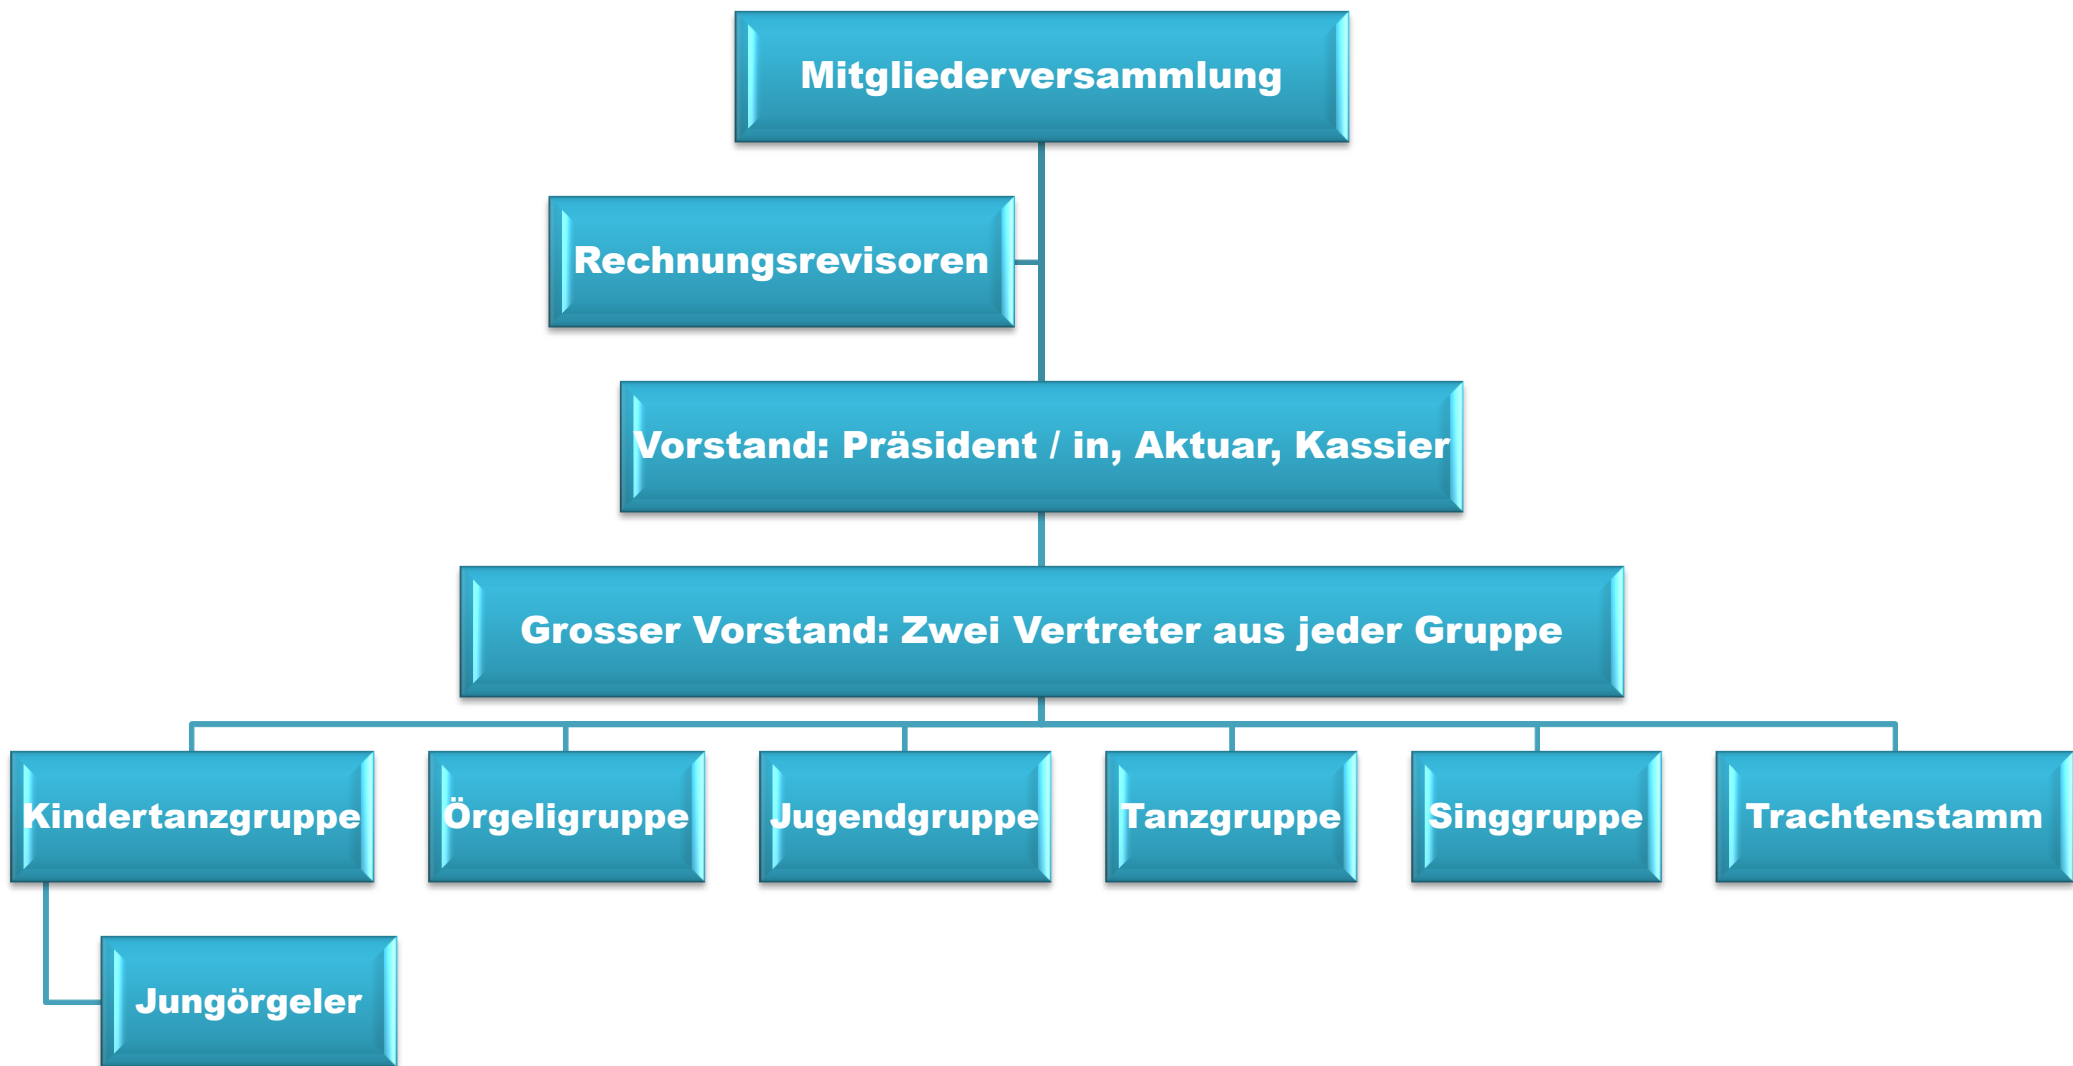 Mitgliederversammlung
Rechnungsrevisoren
Vorstand: Präsident / in, Aktuar, Kassier
Grosser Vorstand: Zwei Vertreter aus jeder Gruppe
Kindertanzgruppe
Örgeligruppe
Jugendgruppe
Tanzgruppe
Singgruppe
Trachtenstamm
Jungörgeler